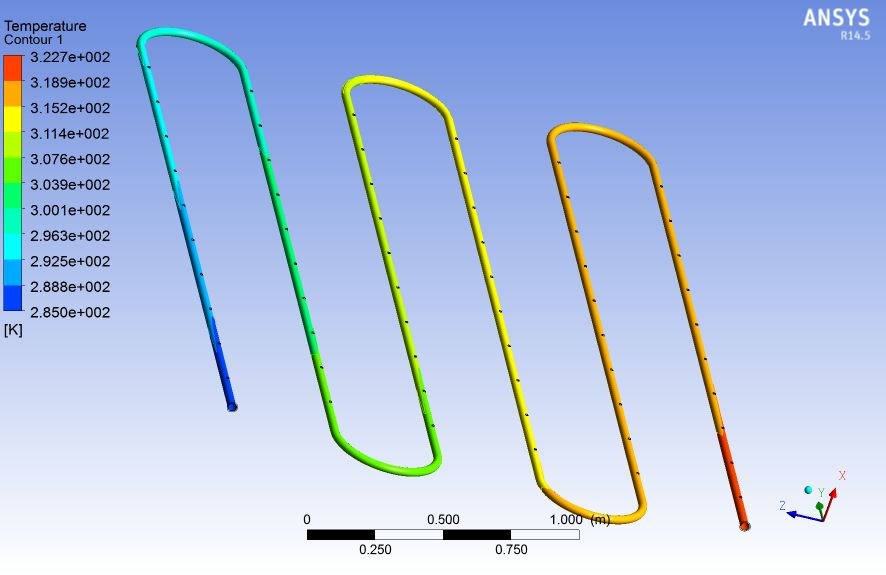 Temperature
Contour 1
3.227e+002
3.189e+002
3.152e+002
3.114e+002
3.076e+002
3.039e+002
3.001e+002
2.963e+002
2.925e+002
2.888e+002
2.850e+002
[K]
ANSYS
R14.5
0 0.500 1.000 (m)
0.250 0.750
X
Y
Z